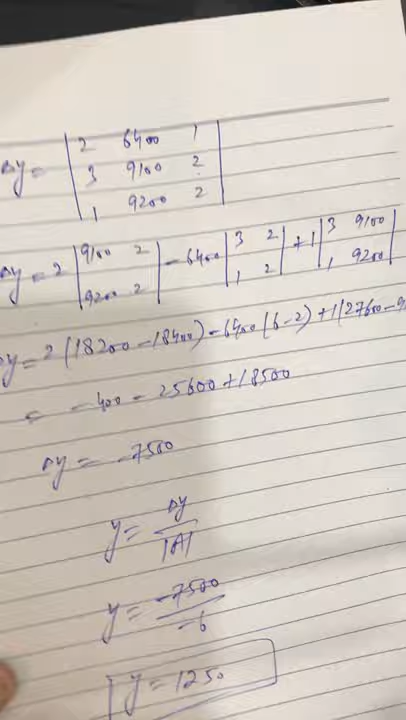 Δy = | 2 6400 1 |
| 3 9100 2 |
| 1 9200 2 |
Δy = 2 | 9100 2 | - 6400 | 3 2 | + 1 | 3 9100 |
| 9200 2 | | 1 2 | | 1 9200 |
Δy = 2 (18200 - 18400) - 6400 (6 - 2) + 1 (27600 - 9
= - 400 - 25600 + 18500
Δy = -7500
y = Δy / |A|
y = -7500 / -6
y = 1250